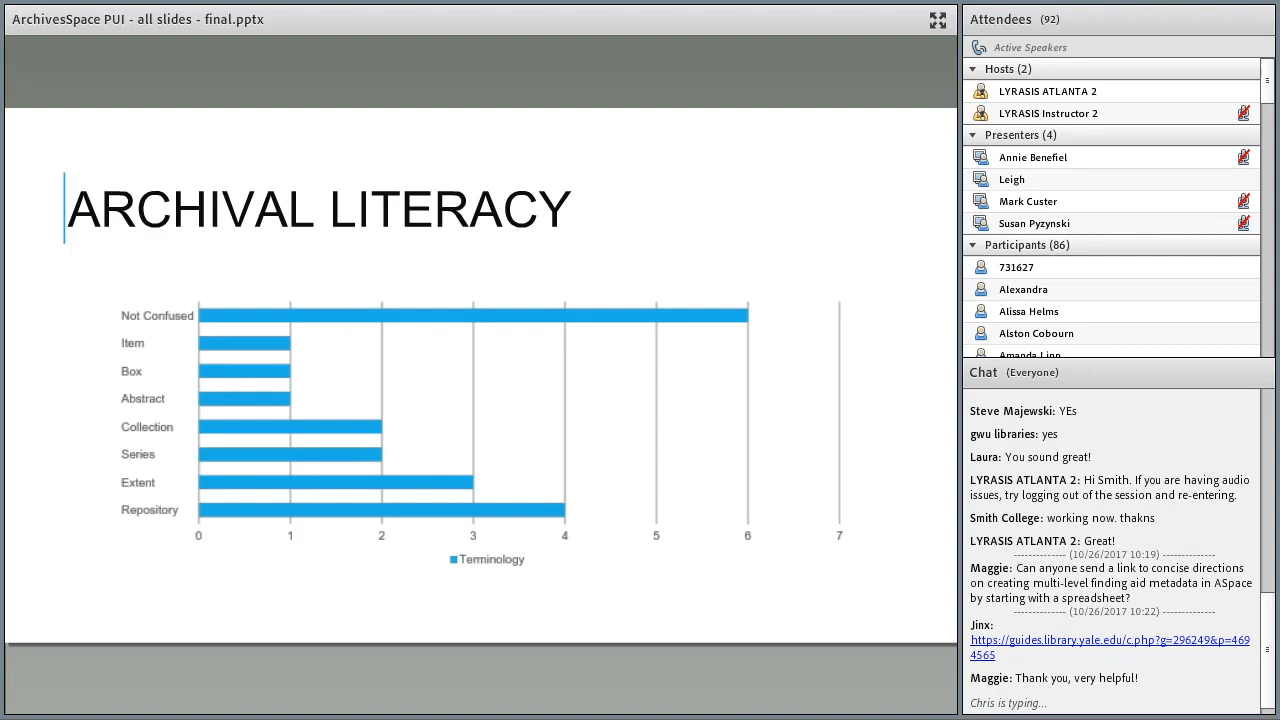 ArchivesSpace PUI - all slides - final.pptx
ARCHIVAL LITERACY
Not Confused
Item
Box
Abstract
Collection
Series
Extent
Repository
0 1 2 3 4 5 6 7
Terminology
Attendees (92)
Active Speakers
Hosts (2)
LYRASIS ATLANTA 2
LYRASIS Instructor 2
Presenters (4)
Annie Benefiel
Leigh
Mark Custer
Susan Pyzynski
Participants (86)
731627
Alexandra
Alissa Helms
Alston Cobourn
Amanda Linn
Chat (Everyone)
Steve Majewski: YEs
gwu libraries: yes
Laura: You sound great!
LYRASIS ATLANTA 2: Hi Smith. If you are having audio
issues, try logging out of the session and re-entering.
Smith College: working now. thakns
LYRASIS ATLANTA 2: Great!
------------- (10/26/2017 10:19)
Maggie: Can anyone send a link to concise directions
on creating multi-level finding aid metadata in ASpace
by starting with a spreadsheet?
------------- (10/26/2017 10:22) -------------
Jinx:
https://guides.library.yale.edu/c.php?g=296249&p=469
4565
Maggie: Thank you, very helpful!
Chris is typing...